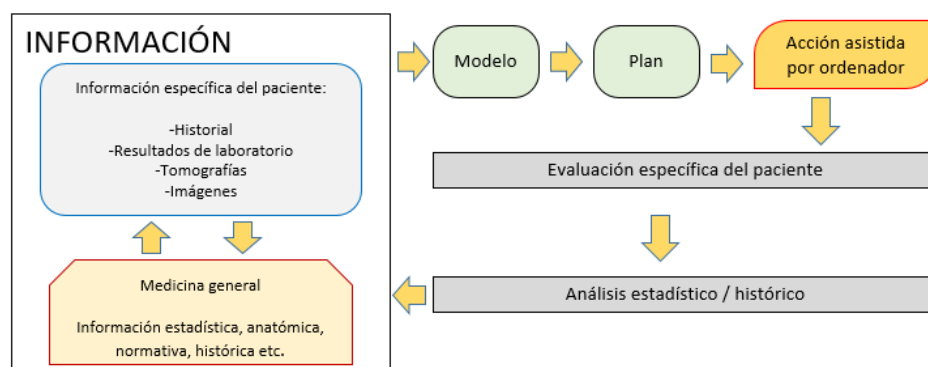 INFORMACIÓN
Información específica del paciente:
-Historial
-Resultados de laboratorio
-Tomografías
-Imágenes
Medicina general
Información estadística, anatómica,
normativa, histórica etc.
Modelo
Plan
Acción asistida
por ordenador
Evaluación específica del paciente
Análisis estadístico / histórico